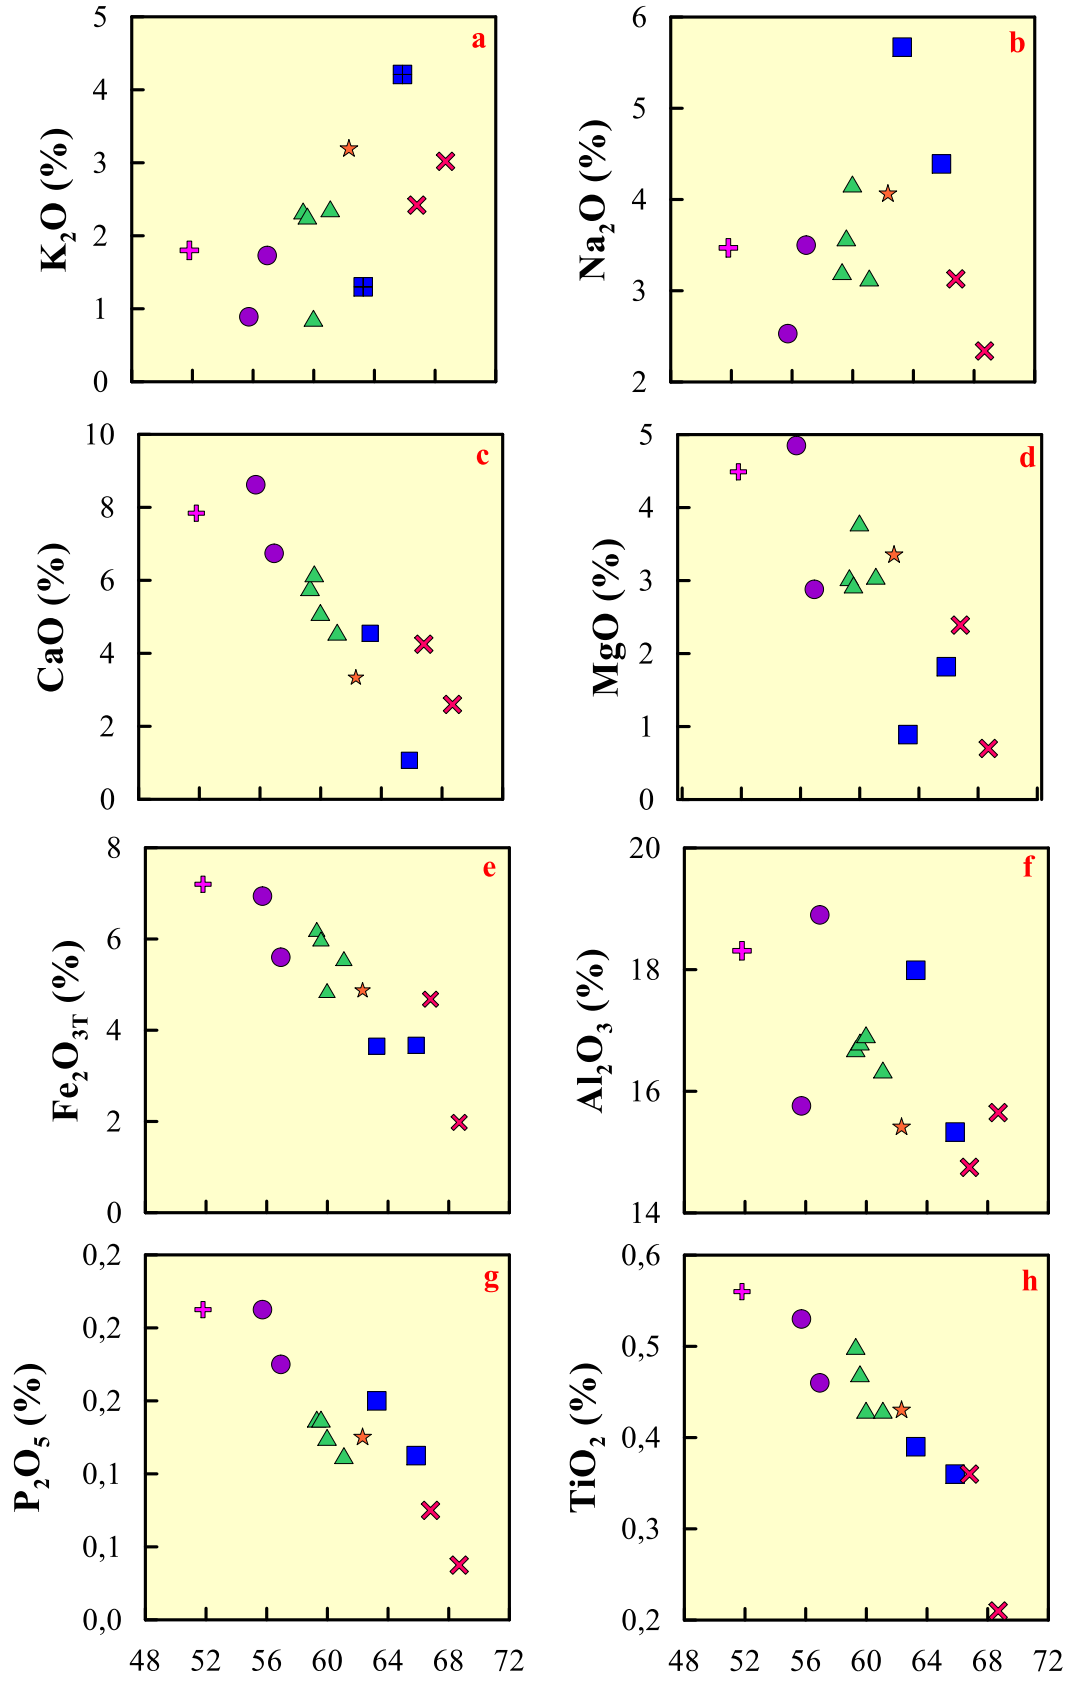 5
4
3
2
1
0
K2O (%)
a
6
5
4
3
2
Na2O (%)
b
10
8
6
4
2
0
CaO (%)
c
5
4
3
2
1
0
MgO (%)
d
8
6
4
2
0
Fe2O3T (%)
e
20
18
16
14
Al2O3 (%)
f
0,2
0,2
0,2
0,1
0,1
0,0
P2O5 (%)
g
48 52 56 60 64 68 72
0,6
0,5
0,4
0,3
0,2
TiO2 (%)
h
48 52 56 60 64 68 72